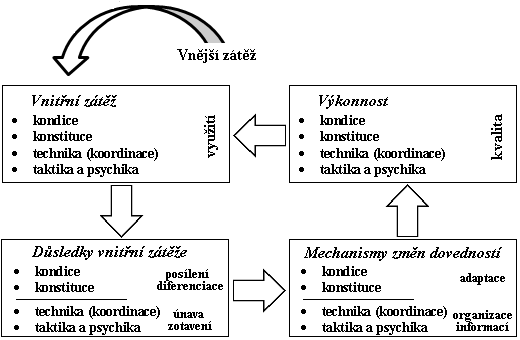 Vnější zátěž
Vnitřní zátěž
• kondice
• konstituce
• technika (koordinace)
• taktika a psychika
využití
Výkonnost
• kondice
• konstituce
• technika (koordinace)
• taktika a psychika
kvalita
Důsledky vnitřní zátěže
• kondice
• konstituce
posílení
diferenciace
• technika (koordinace)
• taktika a psychika
únava
zotavení
Mechanismy změn dovedností
• kondice
• konstituce
adaptace
• technika (koordinace)
• taktika a psychika
organizace
informací